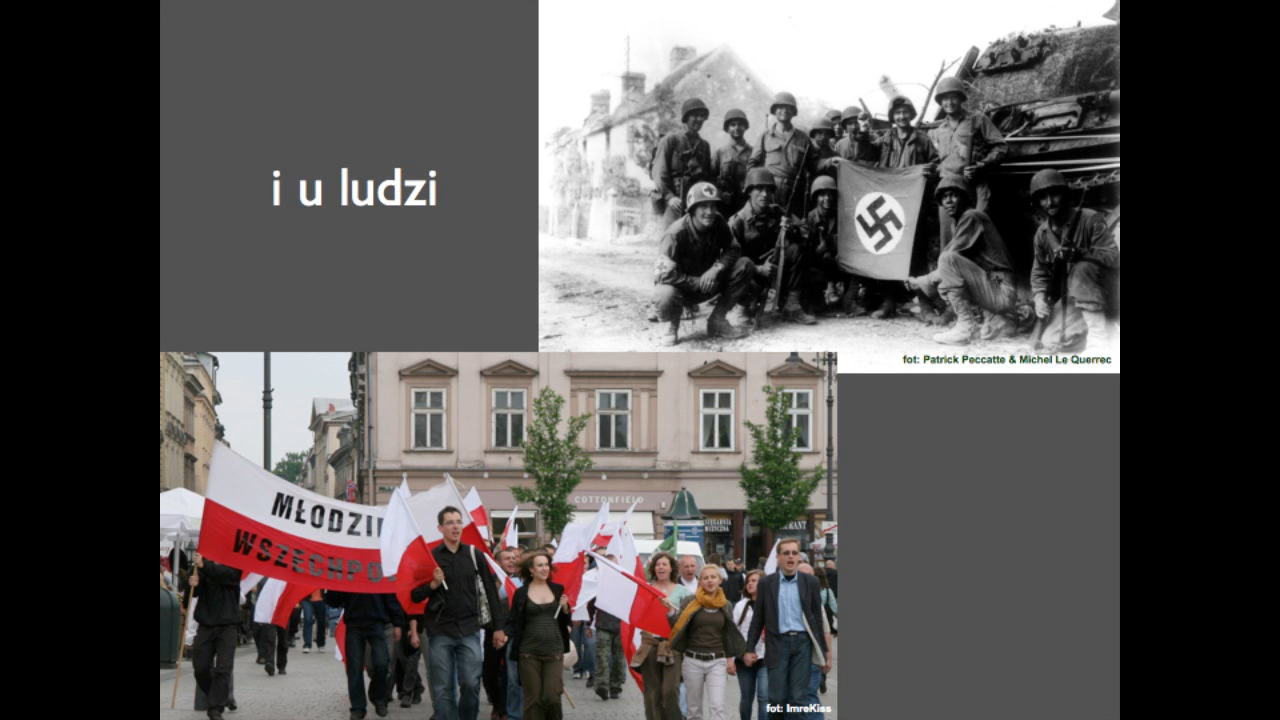 i u ludzi
fot: Patrick Peccatte & Michel Le Querrec
MŁODZI
WSZECHPO
COTTONFIELD
fot: ImreKiss